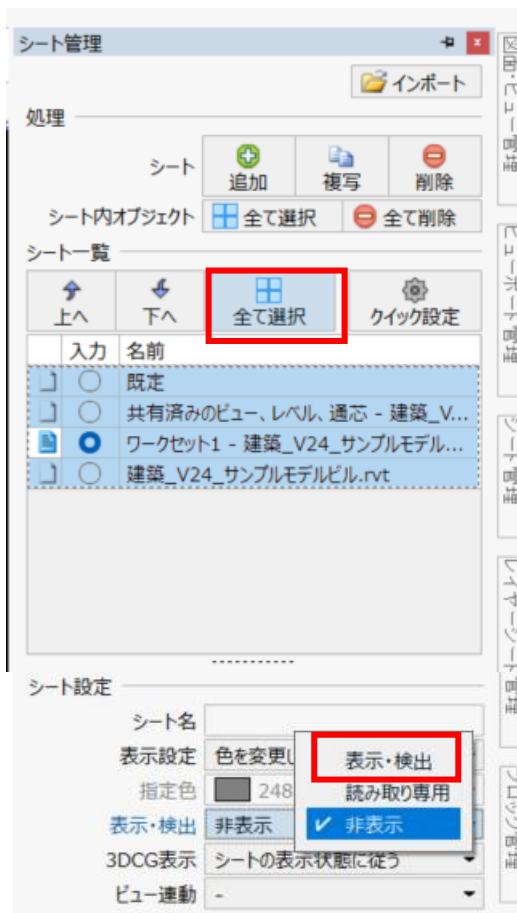 シート管理
インポート
処理
シート 追加 複写 削除
シート内オブジェクト 全て選択 全て削除
シート一覧
上へ 下へ 全て選択 クイック設定
入力 名前
既定
共有済みのビュー、レベル、通芯 - 建築_V...
ワークセット1 - 建築_V24_サンプルモデル...
建築_V24_サンプルモデルビル.rvt
シート設定
シート名
表示設定 色を変更し
指定色 248
表示・検出 非表示
3DCG表示 シートの表示状態に従う
ビュー連動 -
表示・検出
読み取り専用
非表示
図面・ビュー管理
ビューポート管理
シート管理
レイヤーシート管理
ブロック管理